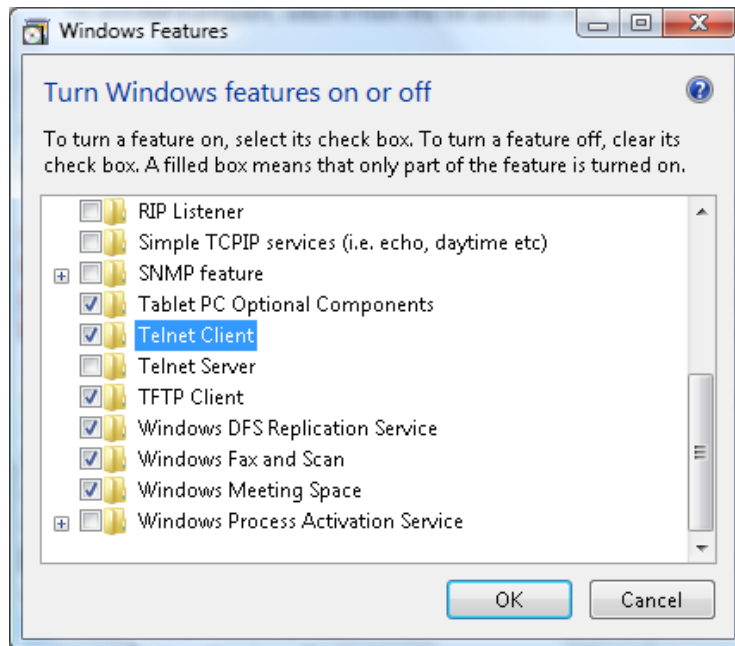 Windows Features
Turn Windows features on or off
To turn a feature on, select its check box. To turn a feature off, clear its
check box. A filled box means that only part of the feature is turned on.
RIP Listener
Simple TCPIP services (i.e. echo, daytime etc)
SNMP feature
Tablet PC Optional Components
Telnet Client
Telnet Server
TFTP Client
Windows DFS Replication Service
Windows Fax and Scan
Windows Meeting Space
Windows Process Activation Service
OK
Cancel